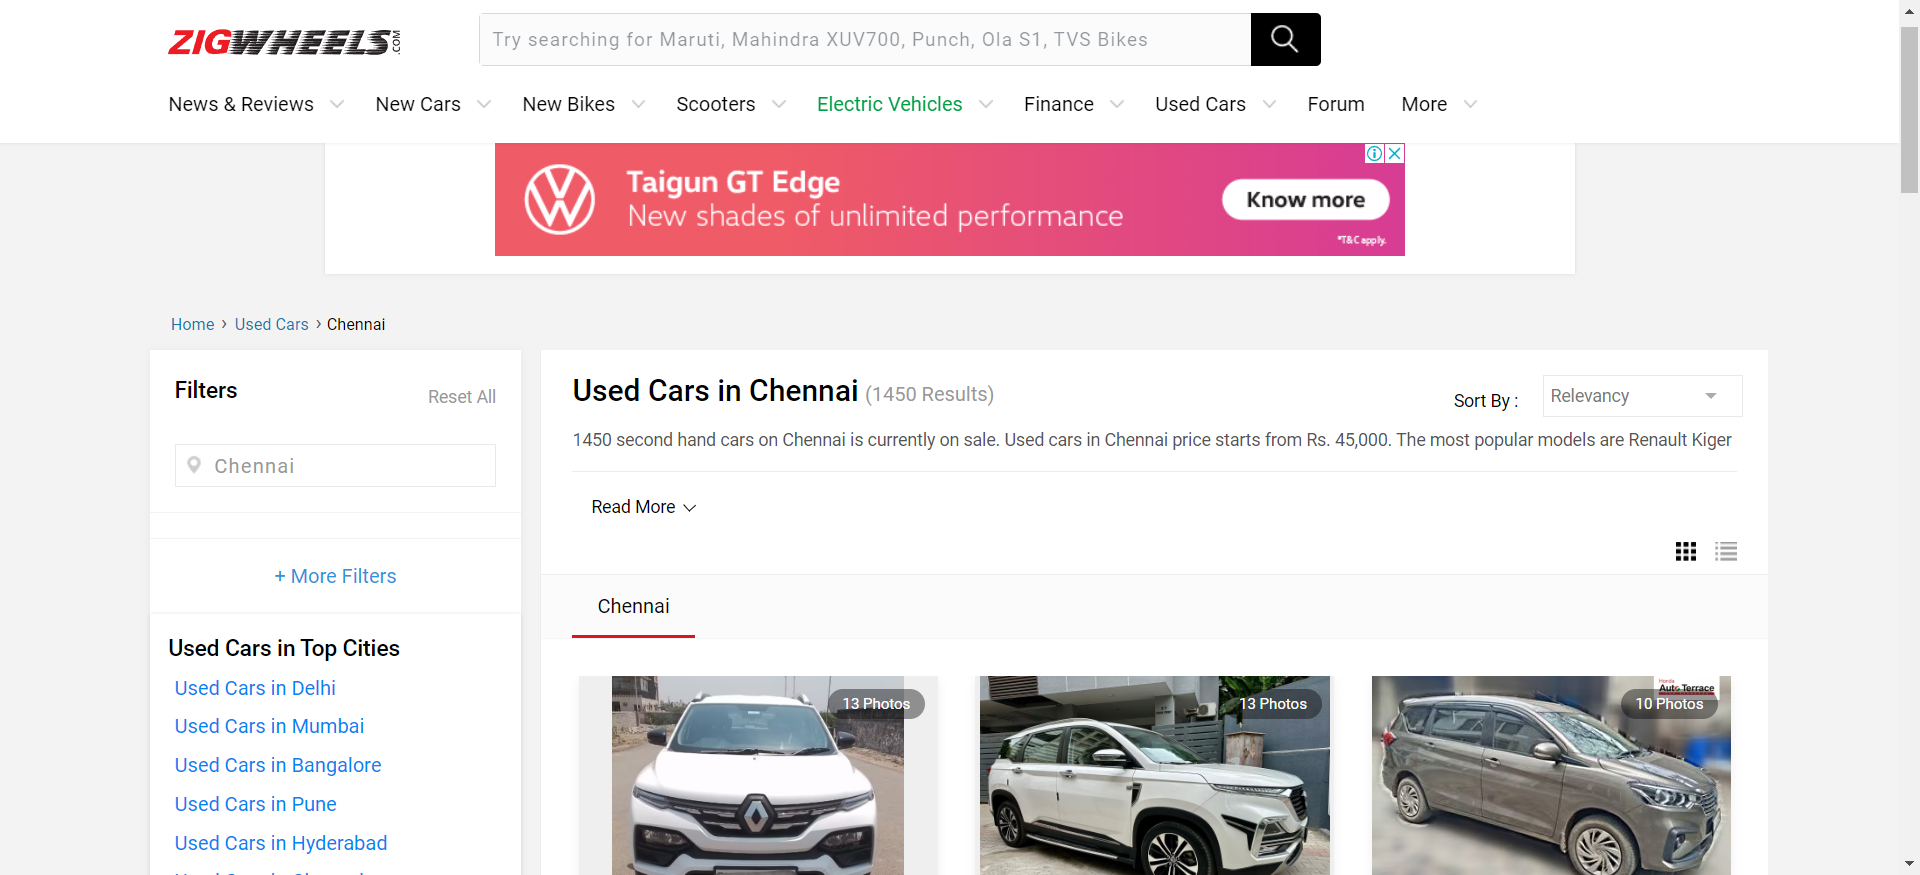 ZIGWHEELS.COM
Try searching for Maruti, Mahindra XUV700, Punch, Ola S1, TVS Bikes
News & Reviews New Cars New Bikes Scooters Electric Vehicles Finance Used Cars Forum More
Taigun GT Edge
New shades of unlimited performance
Know more
*T&C apply.
Home › Used Cars › Chennai
Filters
Reset All
Chennai
+ More Filters
Used Cars in Top Cities
Used Cars in Delhi
Used Cars in Mumbai
Used Cars in Bangalore
Used Cars in Pune
Used Cars in Hyderabad
Used Cars in Chennai (1450 Results)
Sort By : Relevancy
1450 second hand cars on Chennai is currently on sale. Used cars in Chennai price starts from Rs. 45,000. The most popular models are Renault Kiger
Read More
Chennai
13 Photos
13 Photos
Honda
Auto Terrace
10 Photos